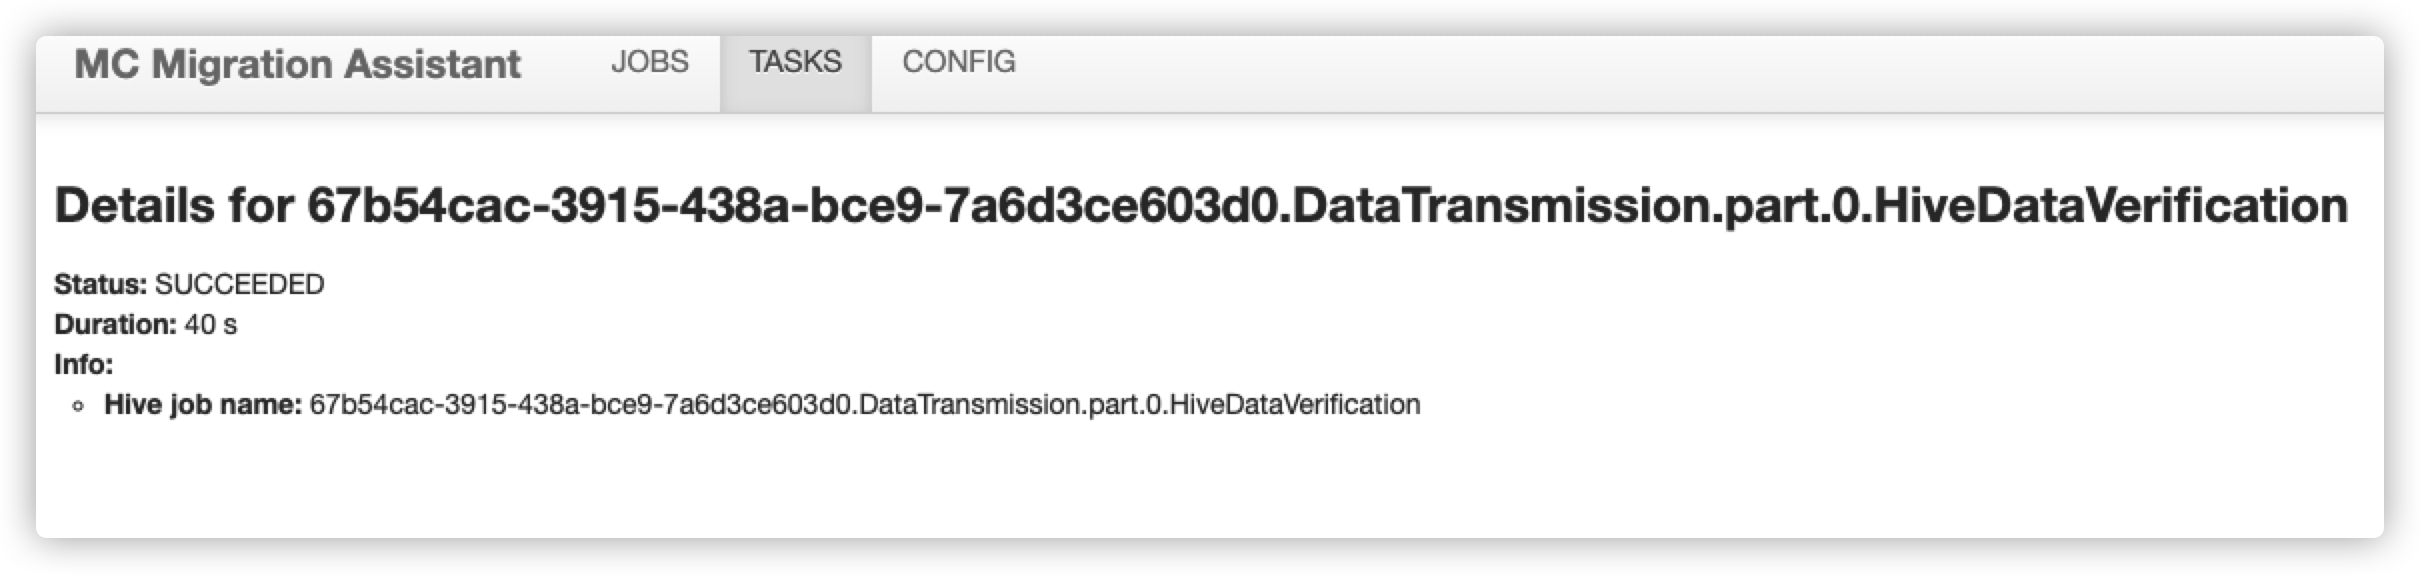 MC Migration Assistant JOBS TASKS CONFIG
Details for 67b54cac-3915-438a-bce9-7a6d3ce603d0.DataTransmission.part.0.HiveDataVerification
Status: SUCCEEDED
Duration: 40 s
Info:
Hive job name: 67b54cac-3915-438a-bce9-7a6d3ce603d0.DataTransmission.part.0.HiveDataVerification